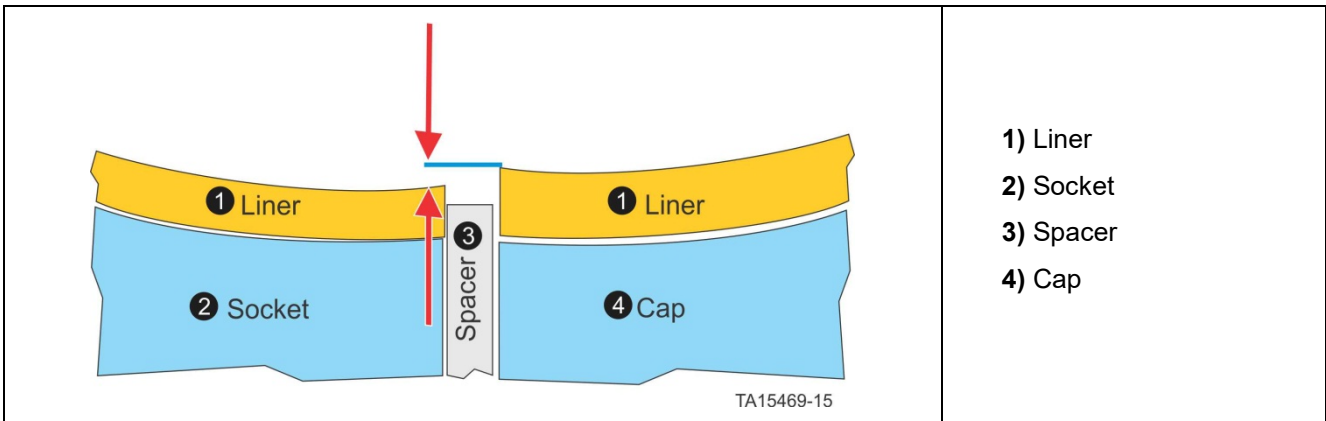 1 Liner
1 Liner
3 Spacer
2 Socket
4 Cap
TA15469-15
1) Liner
2) Socket
3) Spacer
4) Cap